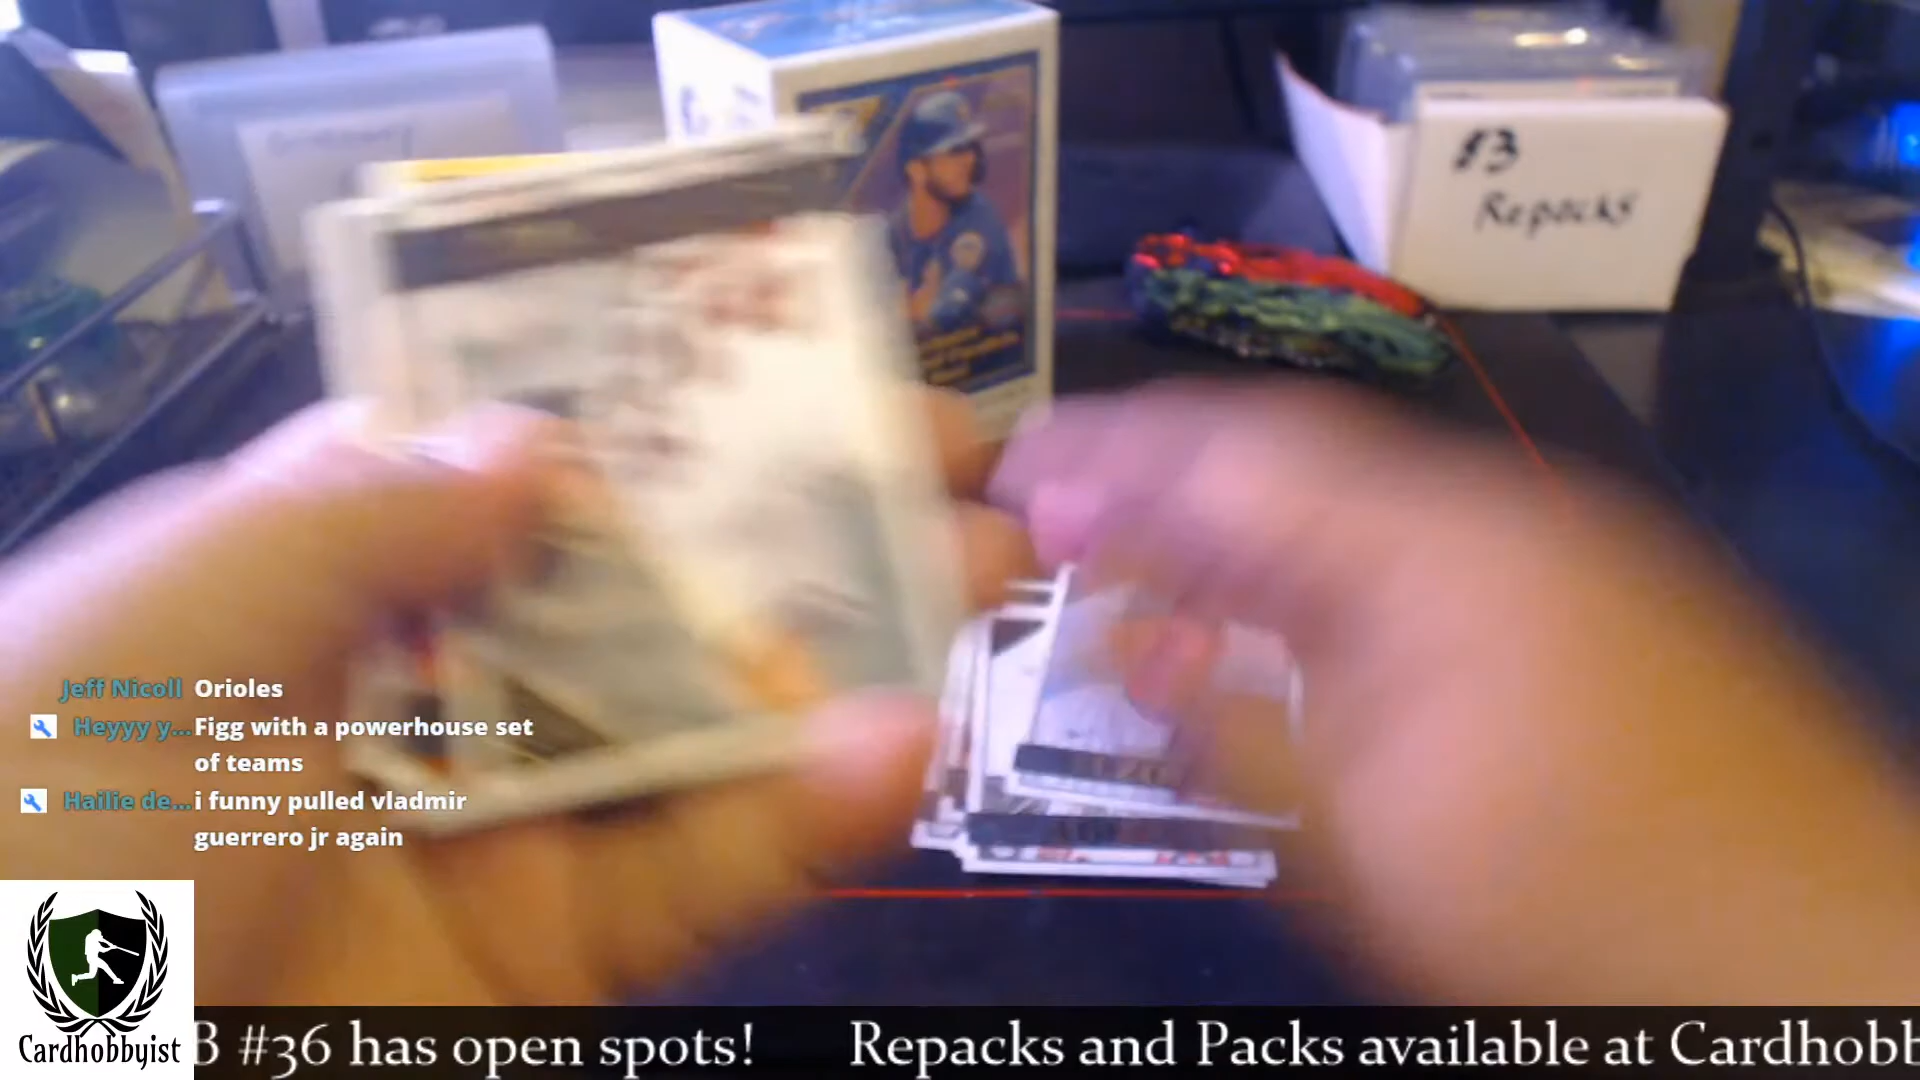 $3
Repacks
Jeff Nicoll Orioles
Heyyy y... Figg with a powerhouse set
of teams
Hailie de... i funny pulled vladmir
guerrero jr again
Cardhobbyist
B #36 has open spots! Repacks and Packs available at Cardhobb